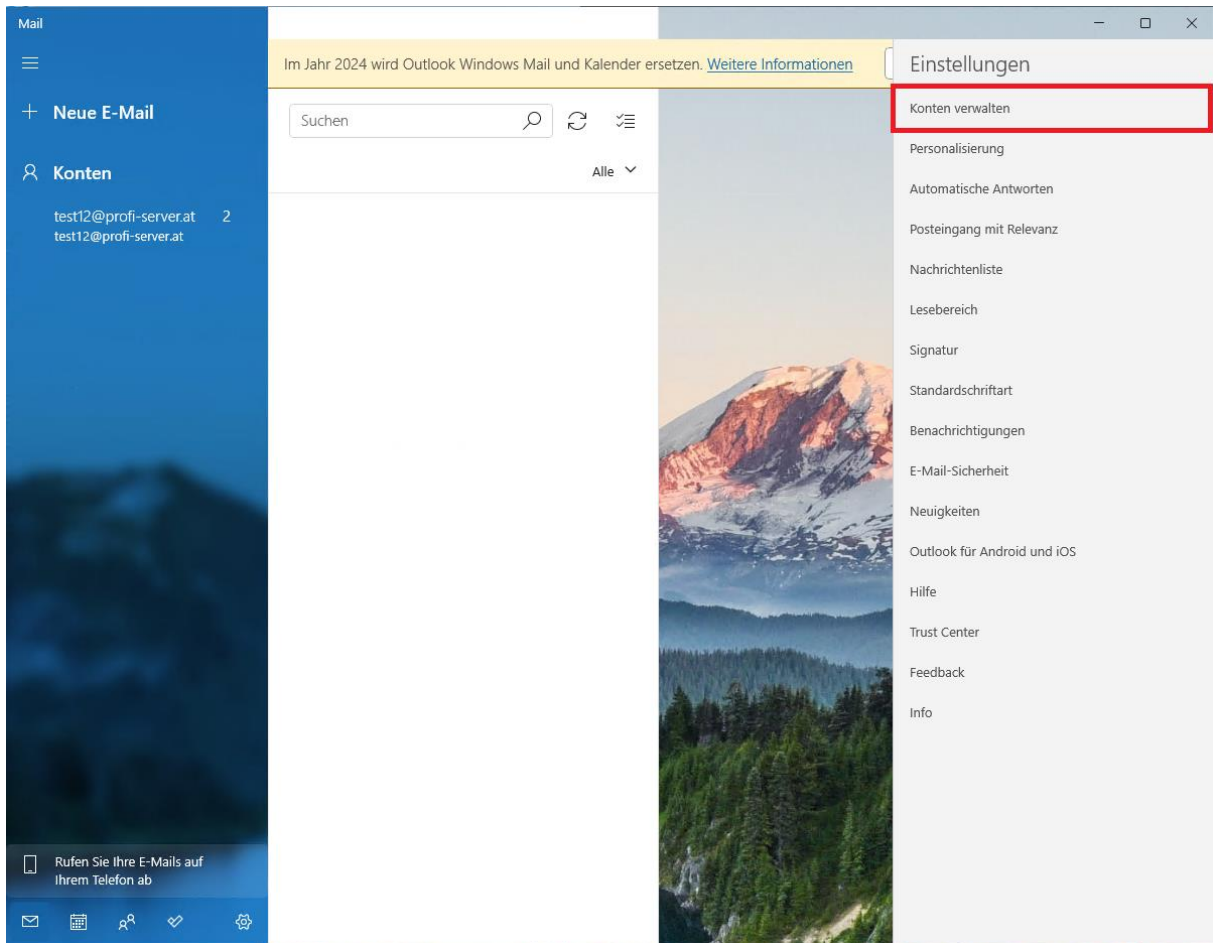 Mail
Neue E-Mail
Konten
test12@profi-server.at 2
test12@profi-server.at
Rufen Sie Ihre E-Mails auf
Ihrem Telefon ab
Im Jahr 2024 wird Outlook Windows Mail und Kalender ersetzen. Weitere Informationen
Suchen
Alle
Einstellungen
Konten verwalten
Personalisierung
Automatische Antworten
Posteingang mit Relevanz
Nachrichtenliste
Lesebereich
Signatur
Standardschriftart
Benachrichtigungen
E-Mail-Sicherheit
Neuigkeiten
Outlook für Android und iOS
Hilfe
Trust Center
Feedback
Info